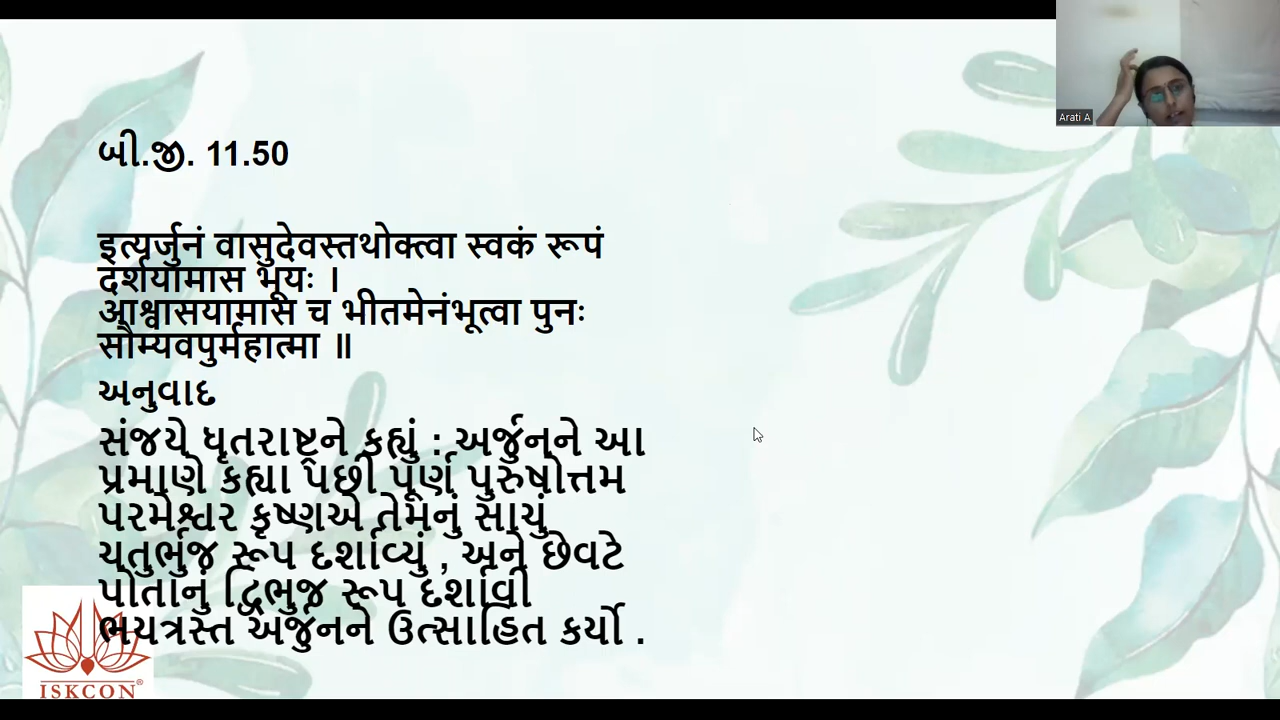 બી.જી. 11.50
इत्यर्जुनं वासुदेवस्तथोक्त्वा स्वकं रूपं
दर्शयामास भूयः ।
आश्वासयामास च भीतमेनंभूत्वा पुनः
सौम्यवपुर्महात्मा ॥
અનુવાદ
સંજયે ધૃતરાષ્ટ્રને કહ્યું : અર્જુનને આ
પ્રમાણે કહ્યા પછી પૂર્ણ પુરુષોત્તમ
પરમેશ્વર કૃષ્ણએ તેમનું સાચું
ચતુર્ભુજ રૂપ દર્શાવ્યું , અને છેવટે
પોતાનું દ્વિભુજ રૂપ દર્શાવી
ભયત્રસ્ત અર્જુનને ઉત્સાહિત કર્યો .
ISKCON®
Arati A